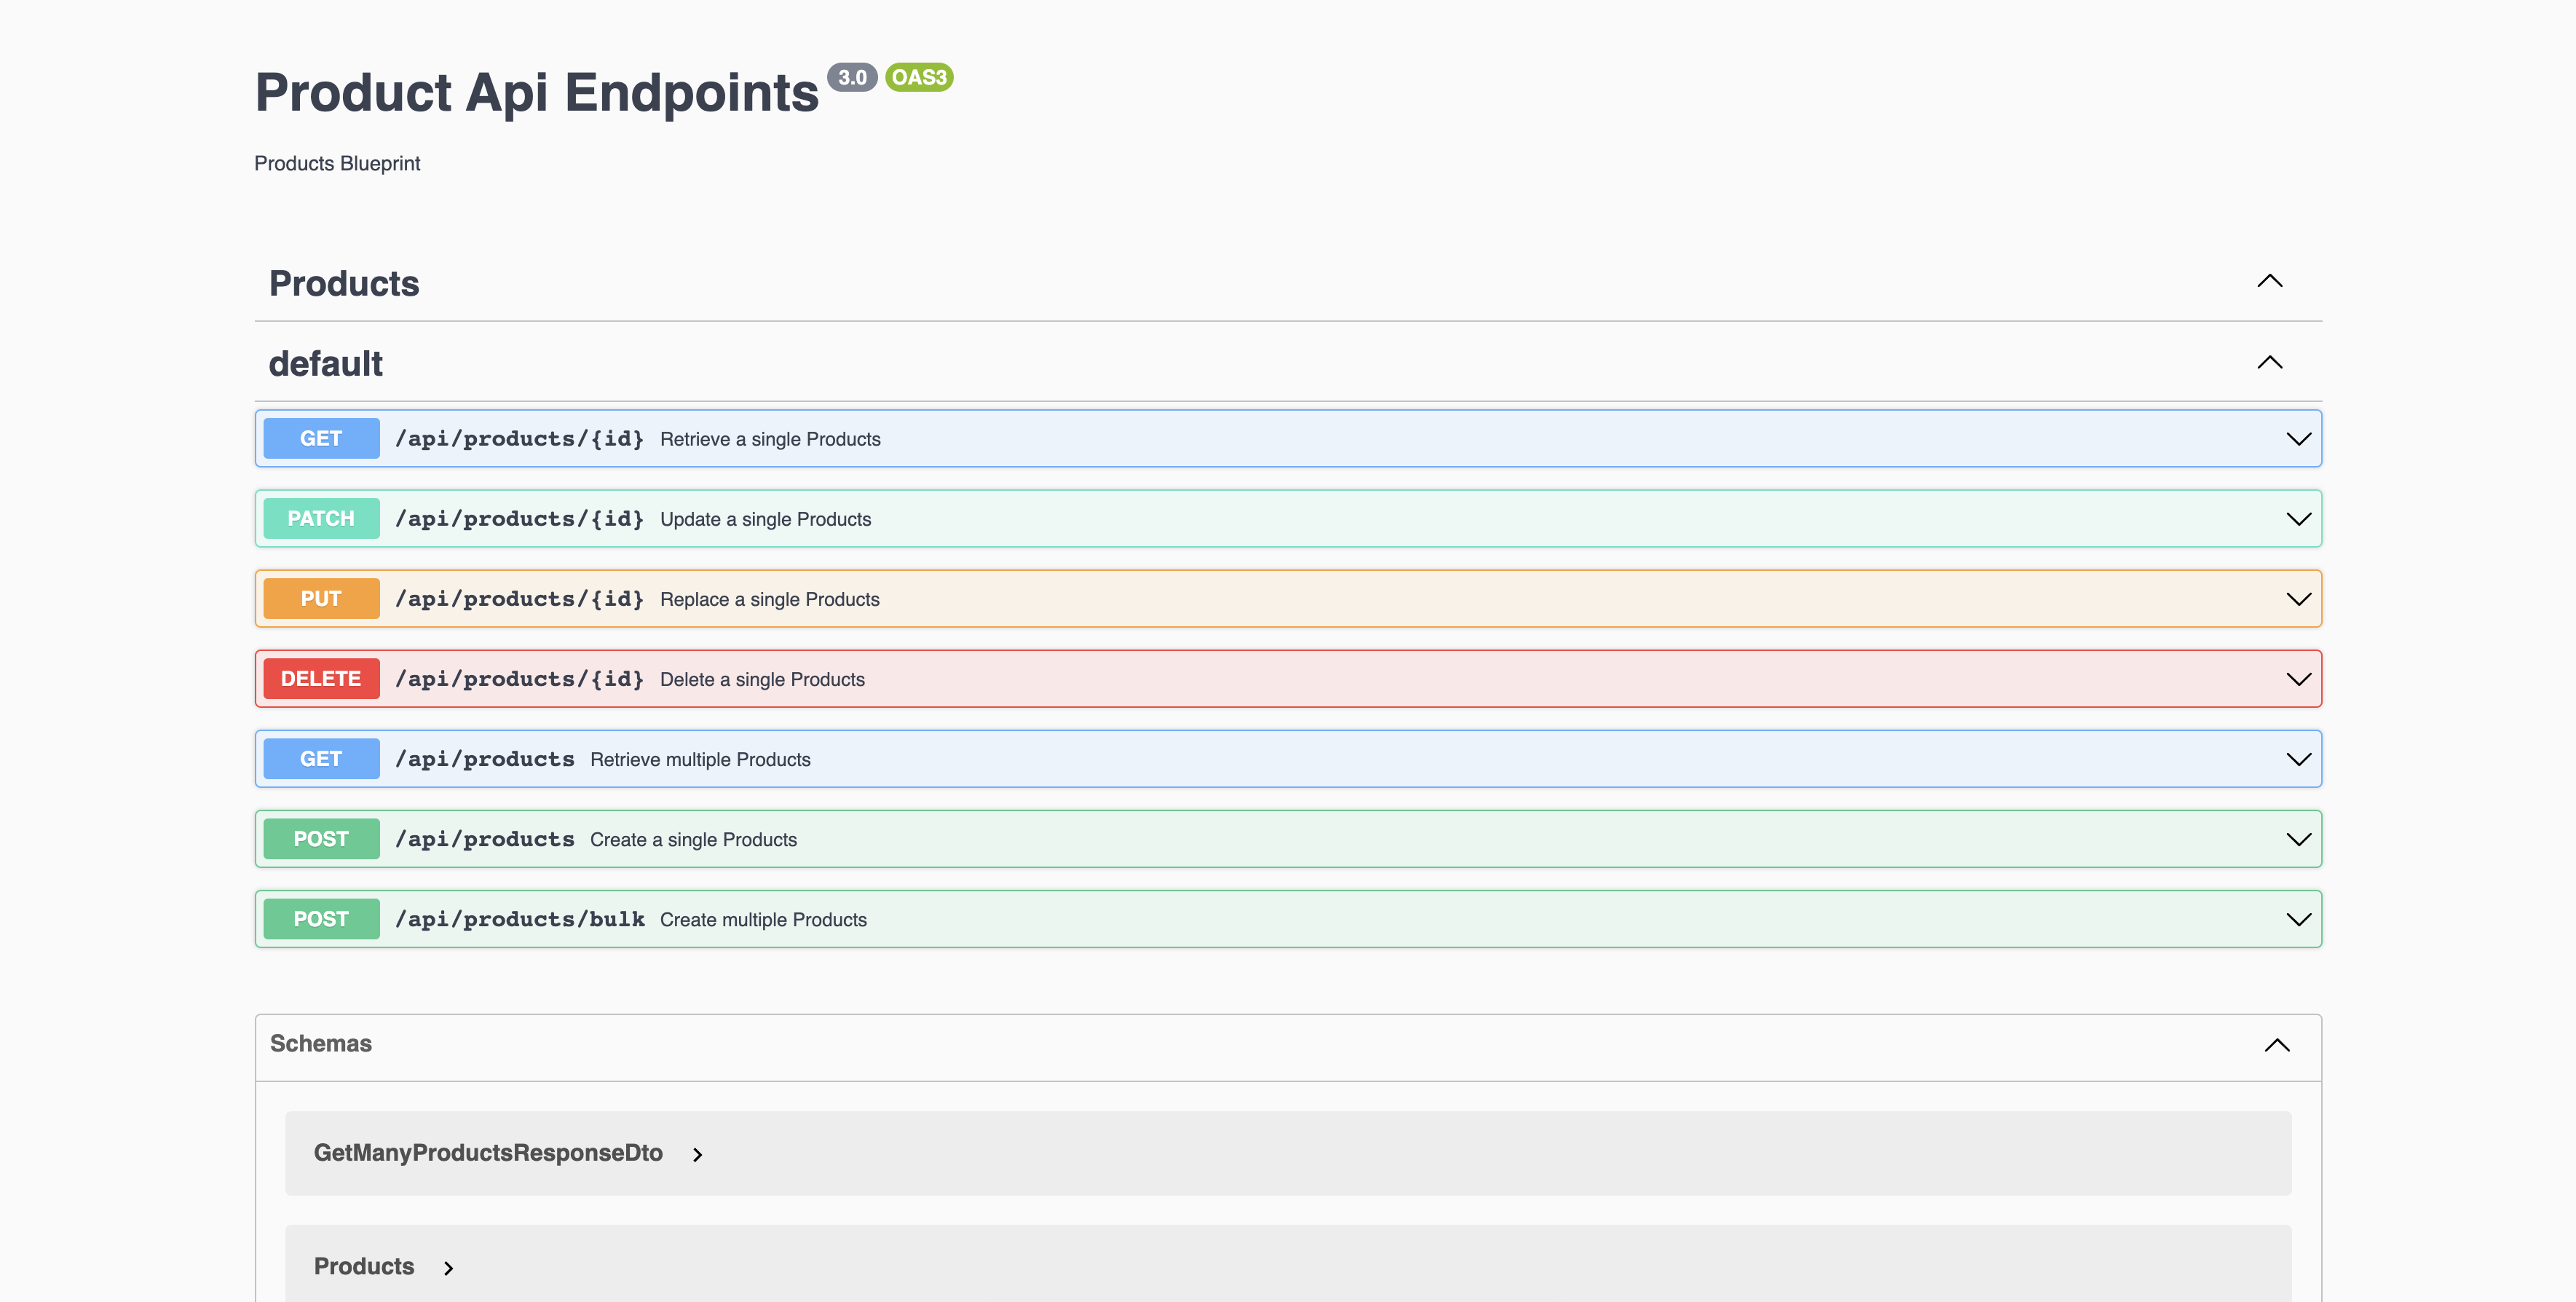 Product Api Endpoints 3.0 OAS3
Products Blueprint
Products
default
GET /api/products/{id} Retrieve a single Products
PATCH /api/products/{id} Update a single Products
PUT /api/products/{id} Replace a single Products
DELETE /api/products/{id} Delete a single Products
GET /api/products Retrieve multiple Products
POST /api/products Create a single Products
POST /api/products/bulk Create multiple Products
Schemas
GetManyProductsResponseDto
Products